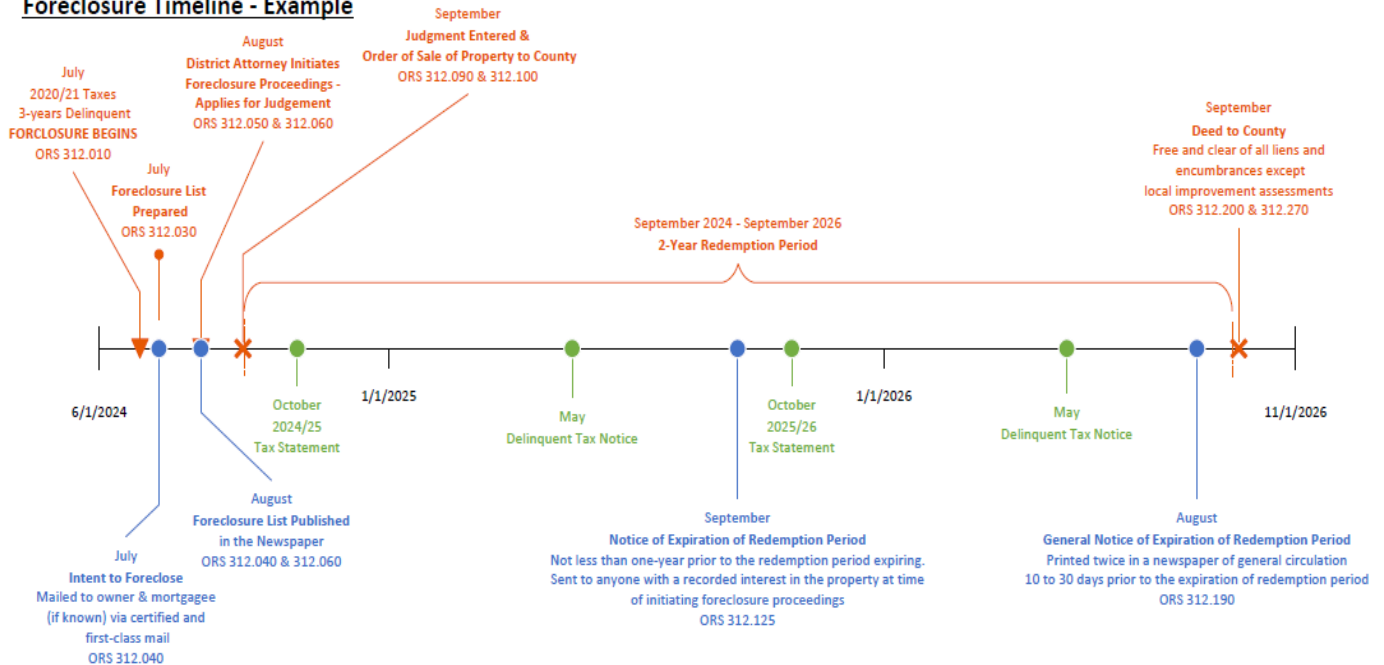 Foreclosure Timeline - Example
July
2020/21 Taxes
3-years Delinquent
FORCLOSURE BEGINS
ORS 312.010
July
Foreclosure List
Prepared
ORS 312.030
August
District Attorney Initiates
Foreclosure Proceedings -
Applies for Judgement
ORS 312.050 & 312.060
September
Judgment Entered &
Order of Sale of Property to County
ORS 312.090 & 312.100
September 2024 - September 2026
2-Year Redemption Period
September
Deed to County
Free and clear of all liens and
encumbrances except
local improvement assessments
ORS 312.200 & 312.270
6/1/2024
1/1/2025
1/1/2026
11/1/2026
October
2024/25
Tax Statement
May
Delinquent Tax Notice
October
2025/26
Tax Statement
May
Delinquent Tax Notice
July
Intent to Foreclose
Mailed to owner & mortgagee
(if known) via certified and
first-class mail
ORS 312.040
August
Foreclosure List Published
in the Newspaper
ORS 312.040 & 312.060
September
Notice of Expiration of Redemption Period
Not less than one-year prior to the redemption period expiring.
Sent to anyone with a recorded interest in the property at time
of initiating foreclosure proceedings
ORS 312.125
August
General Notice of Expiration of Redemption Period
Printed twice in a newspaper of general circulation
10 to 30 days prior to the expiration of redemption period
ORS 312.190